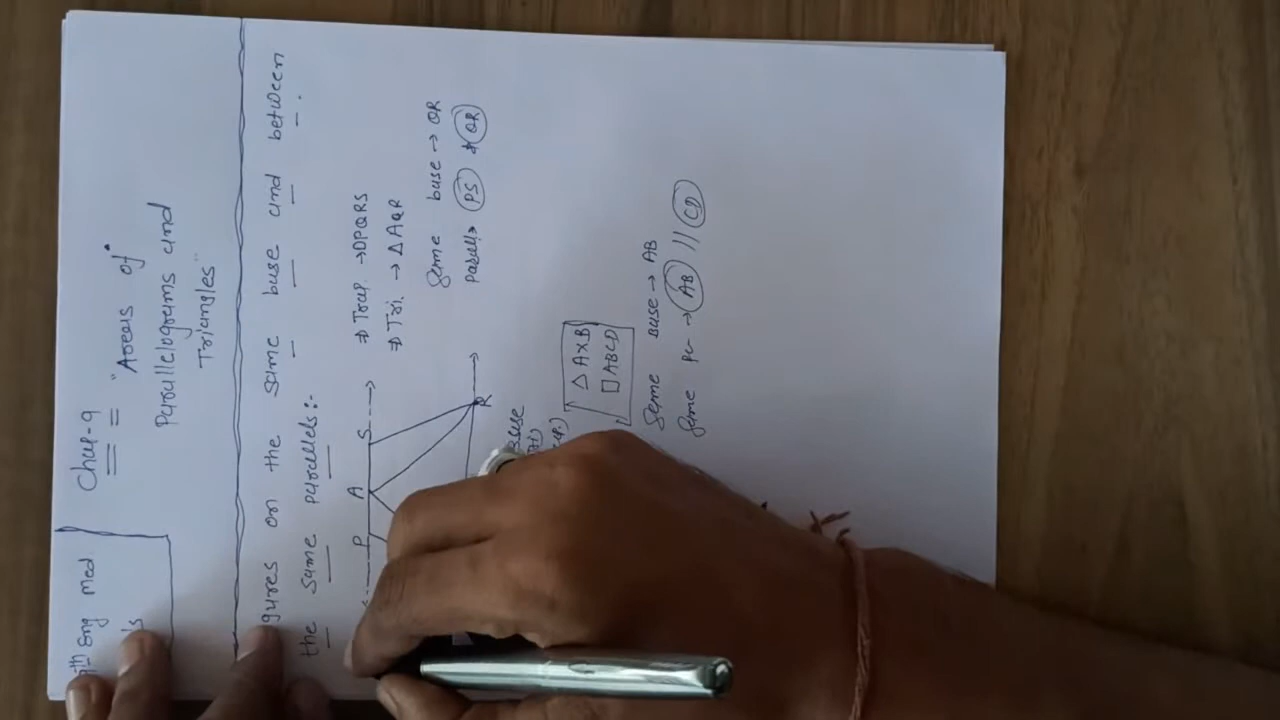 9th Eng med
Chap-9
"Areas of
Parallelograms and
Triangles"
gures on the same base and between
the same parallels:-
P A S
R
⇒ Trap → □PQRS
⇒ Tri. → △AQR
Same base → QR
Parall → PS & QR
Base
△AXB
□ABCD
Same Base → AB
Same Pr → AB // CD